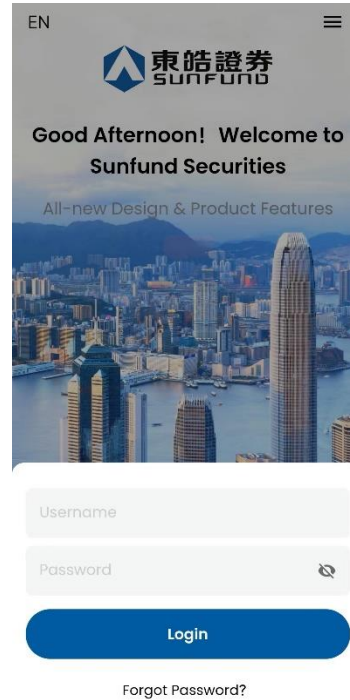 EN
東皓證券
SUNFUND
Good Afternoon! Welcome to
Sunfund Securities
All-new Design & Product Features
Username
Password
Login
Forgot Password?